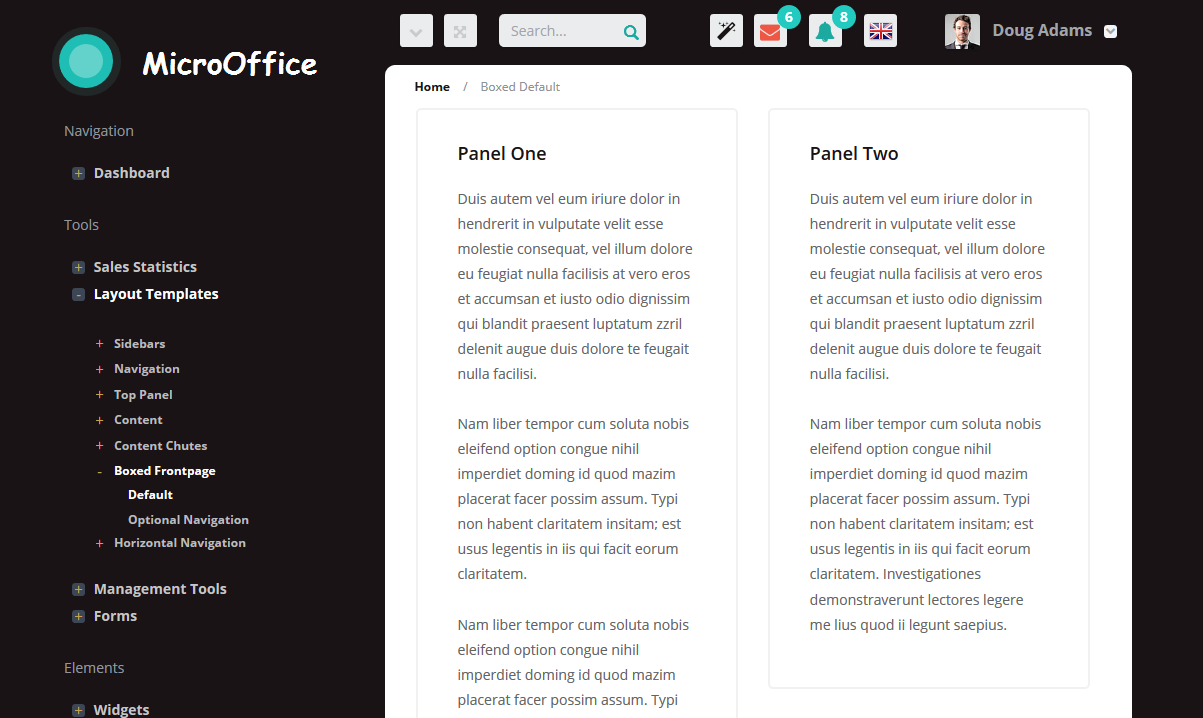 MicroOffice
Search...
6
8
Doug Adams
Navigation
+ Dashboard
Tools
+ Sales Statistics
- Layout Templates
+ Sidebars
+ Navigation
+ Top Panel
+ Content
+ Content Chutes
- Boxed Frontpage
Default
Optional Navigation
+ Horizontal Navigation
+ Management Tools
+ Forms
Elements
+ Widgets
Home / Boxed Default
Panel One
Duis autem vel eum iriure dolor in
hendrerit in vulputate velit esse
molestie consequat, vel illum dolore
eu feugiat nulla facilisis at vero eros
et accumsan et iusto odio dignissim
qui blandit praesent luptatum zzril
delenit augue duis dolore te feugait
nulla facilisi.
Nam liber tempor cum soluta nobis
eleifend option congue nihil
imperdiet doming id quod mazim
placerat facer possim assum. Typi
non habent claritatem insitam; est
usus legentis in iis qui facit eorum
claritatem.
Nam liber tempor cum soluta nobis
eleifend option congue nihil
imperdiet doming id quod mazim
placerat facer possim assum. Typi
Panel Two
Duis autem vel eum iriure dolor in
hendrerit in vulputate velit esse
molestie consequat, vel illum dolore
eu feugiat nulla facilisis at vero eros
et accumsan et iusto odio dignissim
qui blandit praesent luptatum zzril
delenit augue duis dolore te feugait
nulla facilisi.
Nam liber tempor cum soluta nobis
eleifend option congue nihil
imperdiet doming id quod mazim
placerat facer possim assum. Typi
non habent claritatem insitam; est
usus legentis in iis qui facit eorum
claritatem. Investigationes
demonstraverunt lectores legere
me lius quod ii legunt saepius.